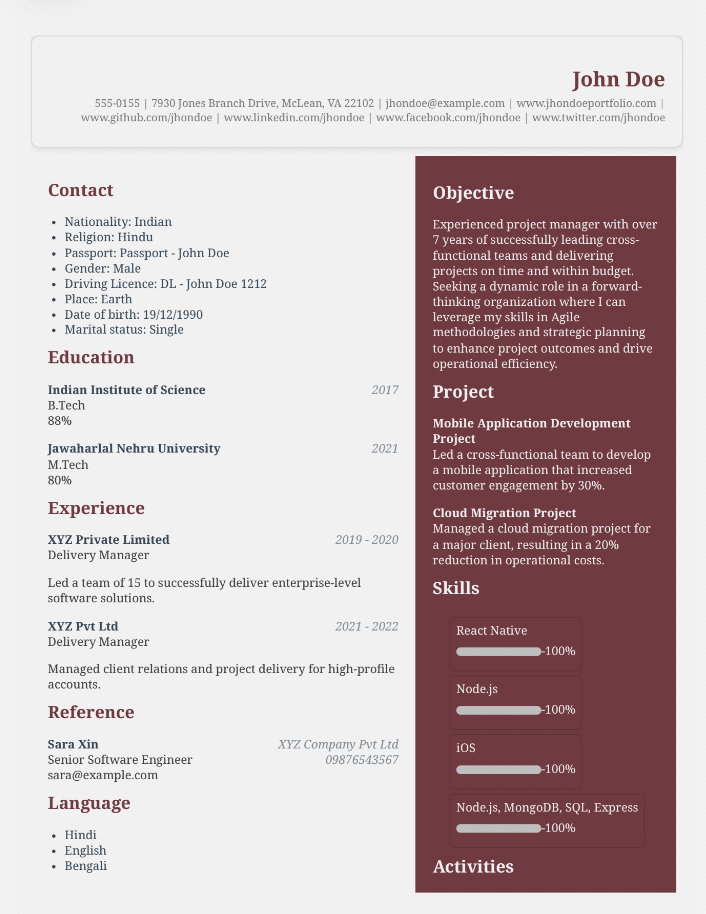 John Doe
555-0155 | 7930 Jones Branch Drive, McLean, VA 22102 | jhondoe@example.com | www.jhondoeportfolio.com |
www.github.com/jhondoe | www.linkedin.com/jhondoe | www.facebook.com/jhondoe | www.twitter.com/jhondoe
Contact
• Nationality: Indian
• Religion: Hindu
• Passport: Passport - John Doe
• Gender: Male
• Driving Licence: DL - John Doe 1212
• Place: Earth
• Date of birth: 19/12/1990
• Marital status: Single
Education
Indian Institute of Science 2017
B.Tech
88%
Jawaharlal Nehru University 2021
M.Tech
80%
Experience
XYZ Private Limited 2019 - 2020
Delivery Manager
Led a team of 15 to successfully deliver enterprise-level
software solutions.
XYZ Pvt Ltd 2021 - 2022
Delivery Manager
Managed client relations and project delivery for high-profile
accounts.
Reference
Sara Xin XYZ Company Pvt Ltd
Senior Software Engineer 09876543567
sara@example.com
Language
• Hindi
• English
• Bengali
Objective
Experienced project manager with over
7 years of successfully leading cross-
functional teams and delivering
projects on time and within budget.
Seeking a dynamic role in a forward-
thinking organization where I can
leverage my skills in Agile
methodologies and strategic planning
to enhance project outcomes and drive
operational efficiency.
Project
Mobile Application Development
Project
Led a cross-functional team to develop
a mobile application that increased
customer engagement by 30%.
Cloud Migration Project
Managed a cloud migration project for
a major client, resulting in a 20%
reduction in operational costs.
Skills
React Native
-100%
Node.js
-100%
iOS
-100%
Node.js, MongoDB, SQL, Express
-100%
Activities